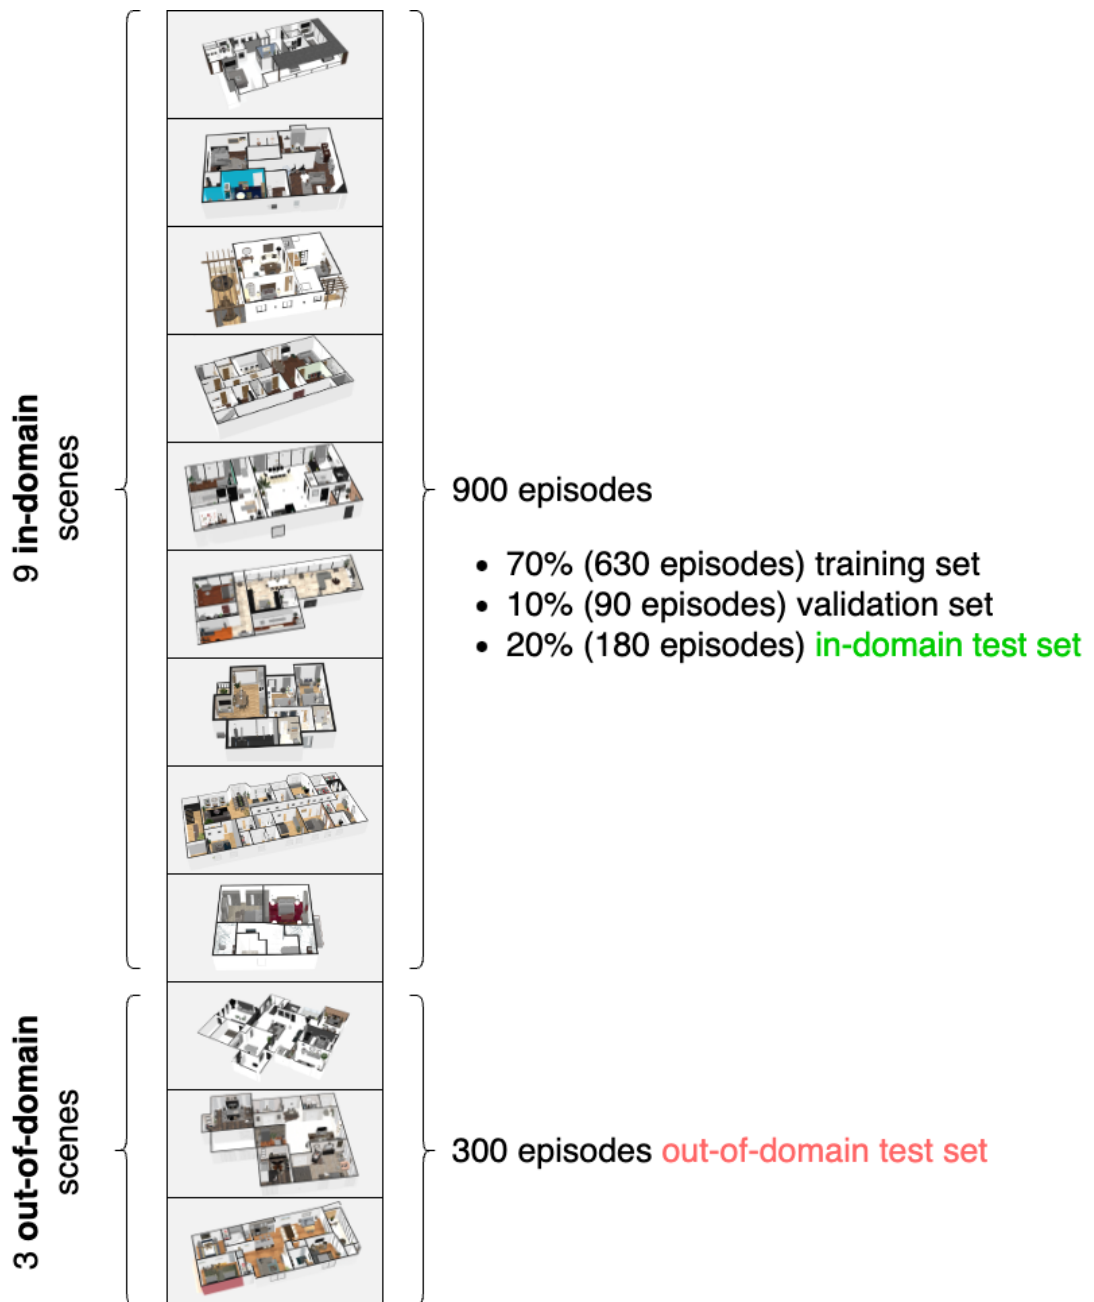 9 in-domain
scenes
900 episodes
• 70% (630 episodes) training set
• 10% (90 episodes) validation set
• 20% (180 episodes) in-domain test set
3 out-of-domain
scenes
300 episodes out-of-domain test set